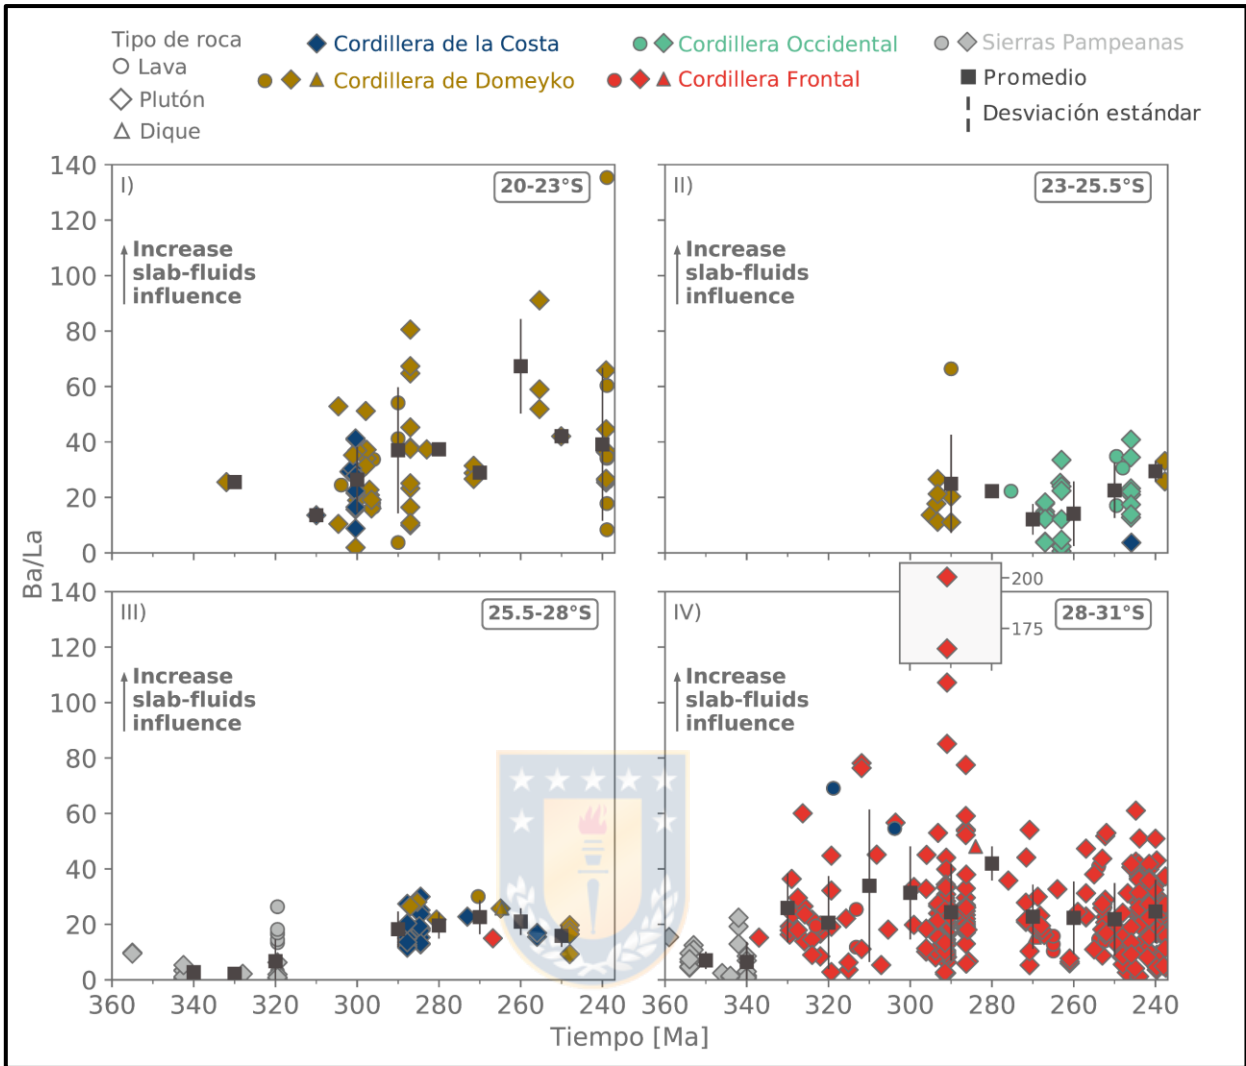 Tipo de roca
Lava
Plutón
Dique
Cordillera de la Costa
Cordillera de Domeyko
Cordillera Occidental
Cordillera Frontal
Sierras Pampeanas
Promedio
Desviación estándar
Ba/La
140
120
100
80
60
40
20
0
I)
20-23°S
Increase
slab-fluids
influence
II)
23-25.5°S
Increase
slab-fluids
influence
140
120
100
80
60
40
20
0
III)
25.5-28°S
Increase
slab-fluids
influence
IV)
28-31°S
200
175
Increase
slab-fluids
influence
360 340 320 300 280 260 240
360 340 320 300 280 260 240
Tiempo [Ma]